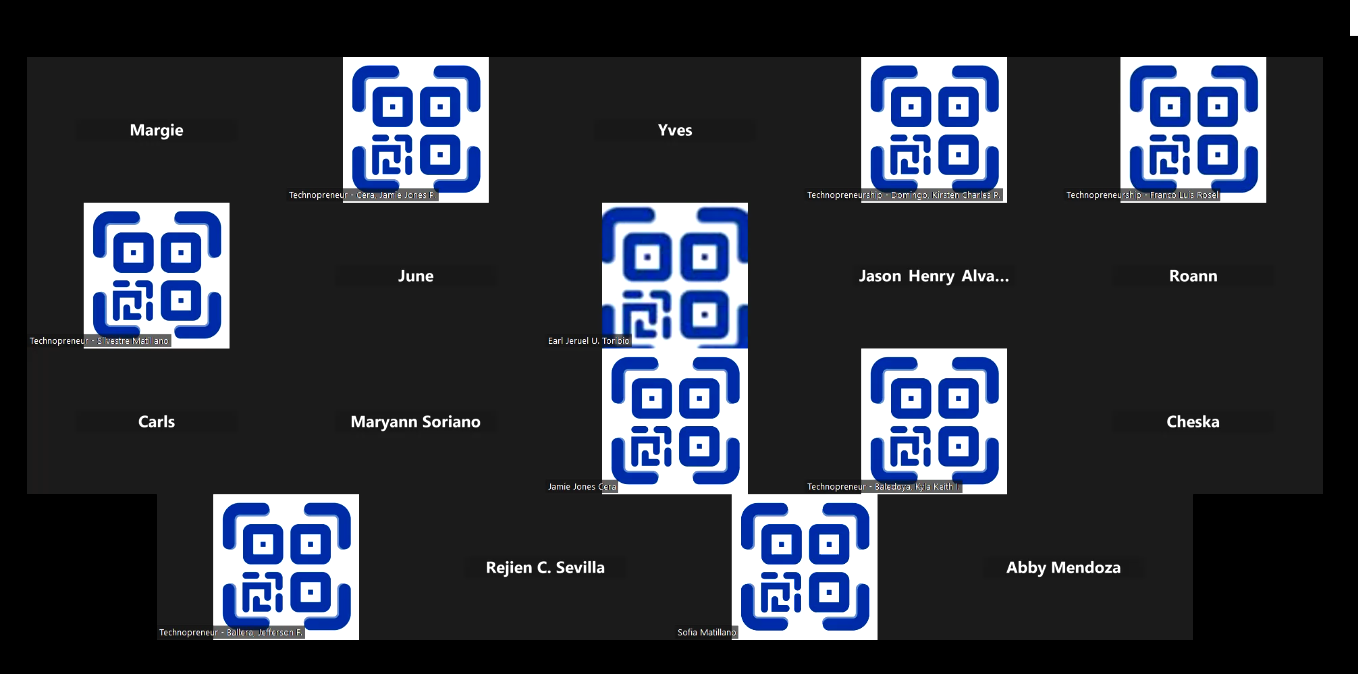 Margie
Technopreneur - Cera, Jamie Jones P.
Yves
Technopreneurship - Domingo, Kirsten Charles P.
Technopreneurship - Franco Luis Rosel
Technopreneur - Silvestre Matillano
June
Earl Jeruel U. Toribio
Jason Henry Alva...
Roann
Carls
Maryann Soriano
Jamie Jones Cera
Technopreneur - Baledoya, Kyla Keith
Cheska
Technopreneur - Ballera, Jefferson
Rejien C. Sevilla
Sofia Matillano
Abby Mendoza